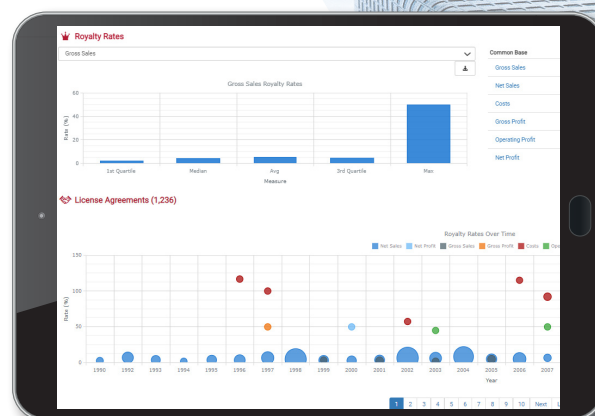 Royalty Rates
Gross Sales
Common Base
Gross Sales
Net Sales
Costs
Gross Profit
Operating Profit
Net Profit
Gross Sales Royalty Rates
60
40
20
0
Rate (%)
1st Quartile Median Avg 3rd Quartile Max
Measure
License Agreements (1,236)
Royalty Rates Over Time
Net Sales Net Profit Gross Sales Gross Profit Costs Ope
150
100
50
0
Rate (%)
1990 1992 1993 1994 1995 1996 1997 1998 1999 2000 2001 2002 2003 2004 2005 2006 2007
Year
1 2 3 4 5 6 7 8 9 10 Next L